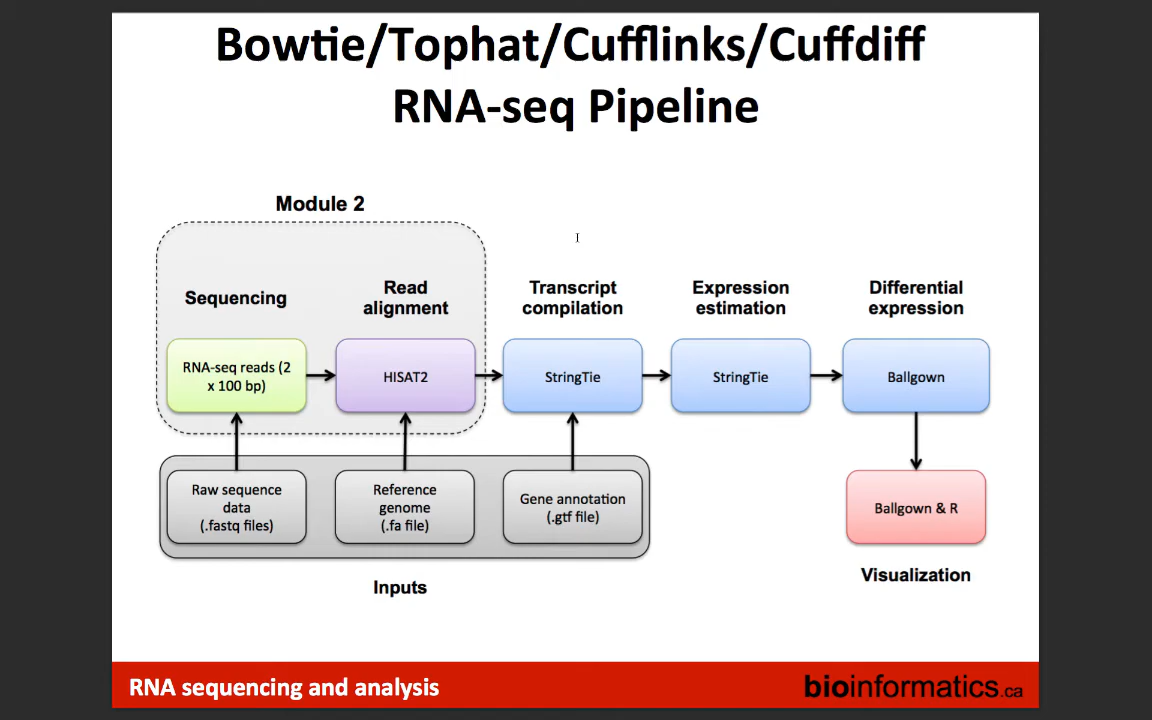 Bowtie/Tophat/Cufflinks/Cuffdiff
RNA-seq Pipeline
Module 2
Sequencing
Read
alignment
Transcript
compilation
Expression
estimation
Differential
expression
RNA-seq reads (2
x 100 bp)
HISAT2
StringTie
StringTie
Ballgown
Raw sequence
data
(.fastq files)
Reference
genome
(.fa file)
Gene annotation
(.gtf file)
Ballgown & R
Inputs
Visualization
RNA sequencing and analysis
bioinformatics.ca